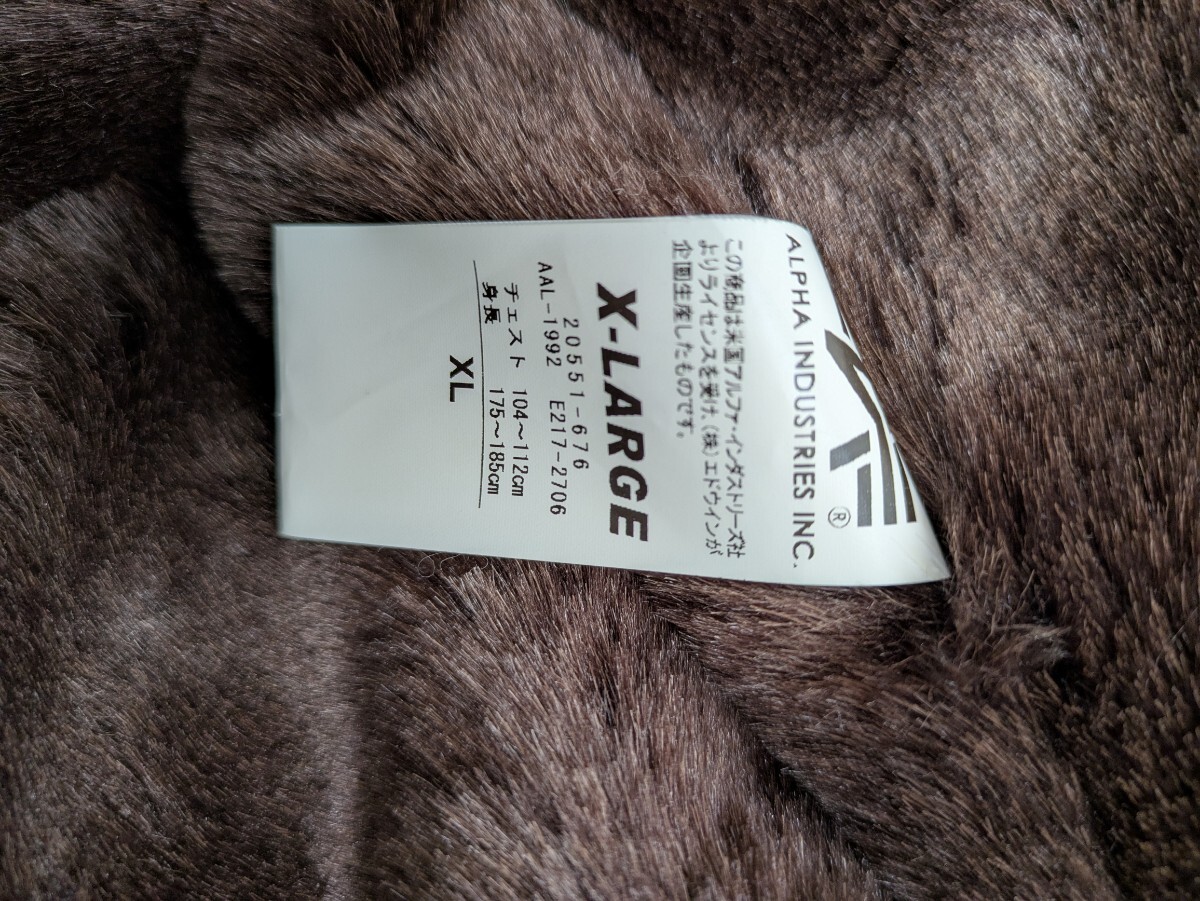 ALPHA INDUSTRIES INC.
この商品は米国アルファ・インダストリーズ社
よりライセンスを受け、(株)エドウィンが
企画生産したものです。
X-LARGE
20551-676
AAL-1992 E217-2706
チェスト 104〜112cm
身長 175〜185cm
XL